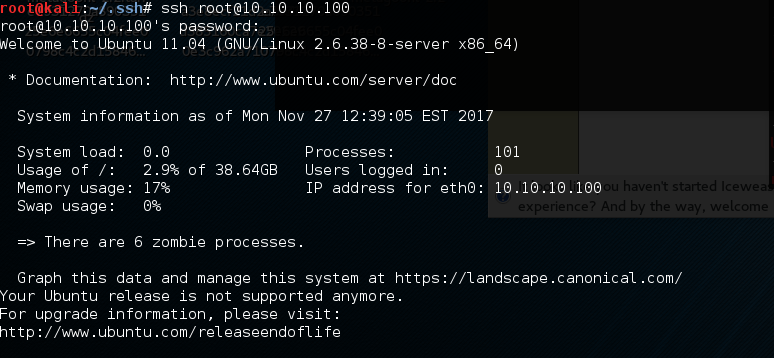 root@kali:~/.ssh# ssh root@10.10.10.100
root@10.10.10.100's password:
Welcome to Ubuntu 11.04 (GNU/Linux 2.6.38-8-server x86_64)
* Documentation:  http://www.ubuntu.com/server/doc
System information as of Mon Nov 27 12:39:05 EST 2017
System load:  0.0                Processes:           101
Usage of /:   2.9% of 38.64GB   Users logged in:     0
Memory usage: 17%               IP address for eth0: 10.10.10.100
Swap usage:   0%
=> There are 6 zombie processes.
you haven't started
experience? And by the way, welcome
Graph this data and manage this system at https://landscape.canonical.com/
Your Ubuntu release is not supported anymore.
For upgrade information, please visit:
http://www.ubuntu.com/releaseendoflife